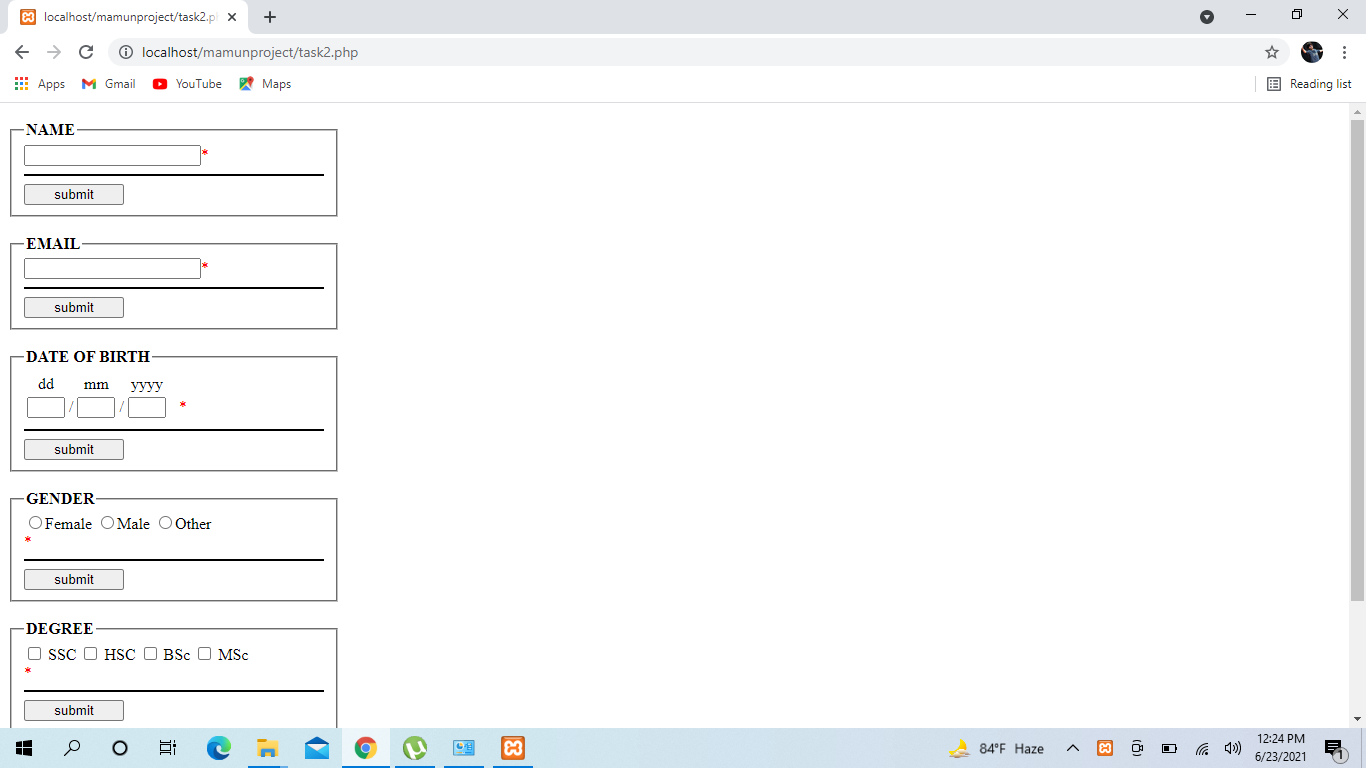 localhost/mamunproject/task2.p
localhost/mamunproject/task2.php
Apps Gmail YouTube Maps Reading list
NAME
*
submit
EMAIL
*
submit
DATE OF BIRTH
dd mm yyyy
/ / *
submit
GENDER
Female Male Other
*
submit
DEGREE
SSC HSC BSc MSc
*
submit
84°F Haze
12:24 PM
6/23/2021
1